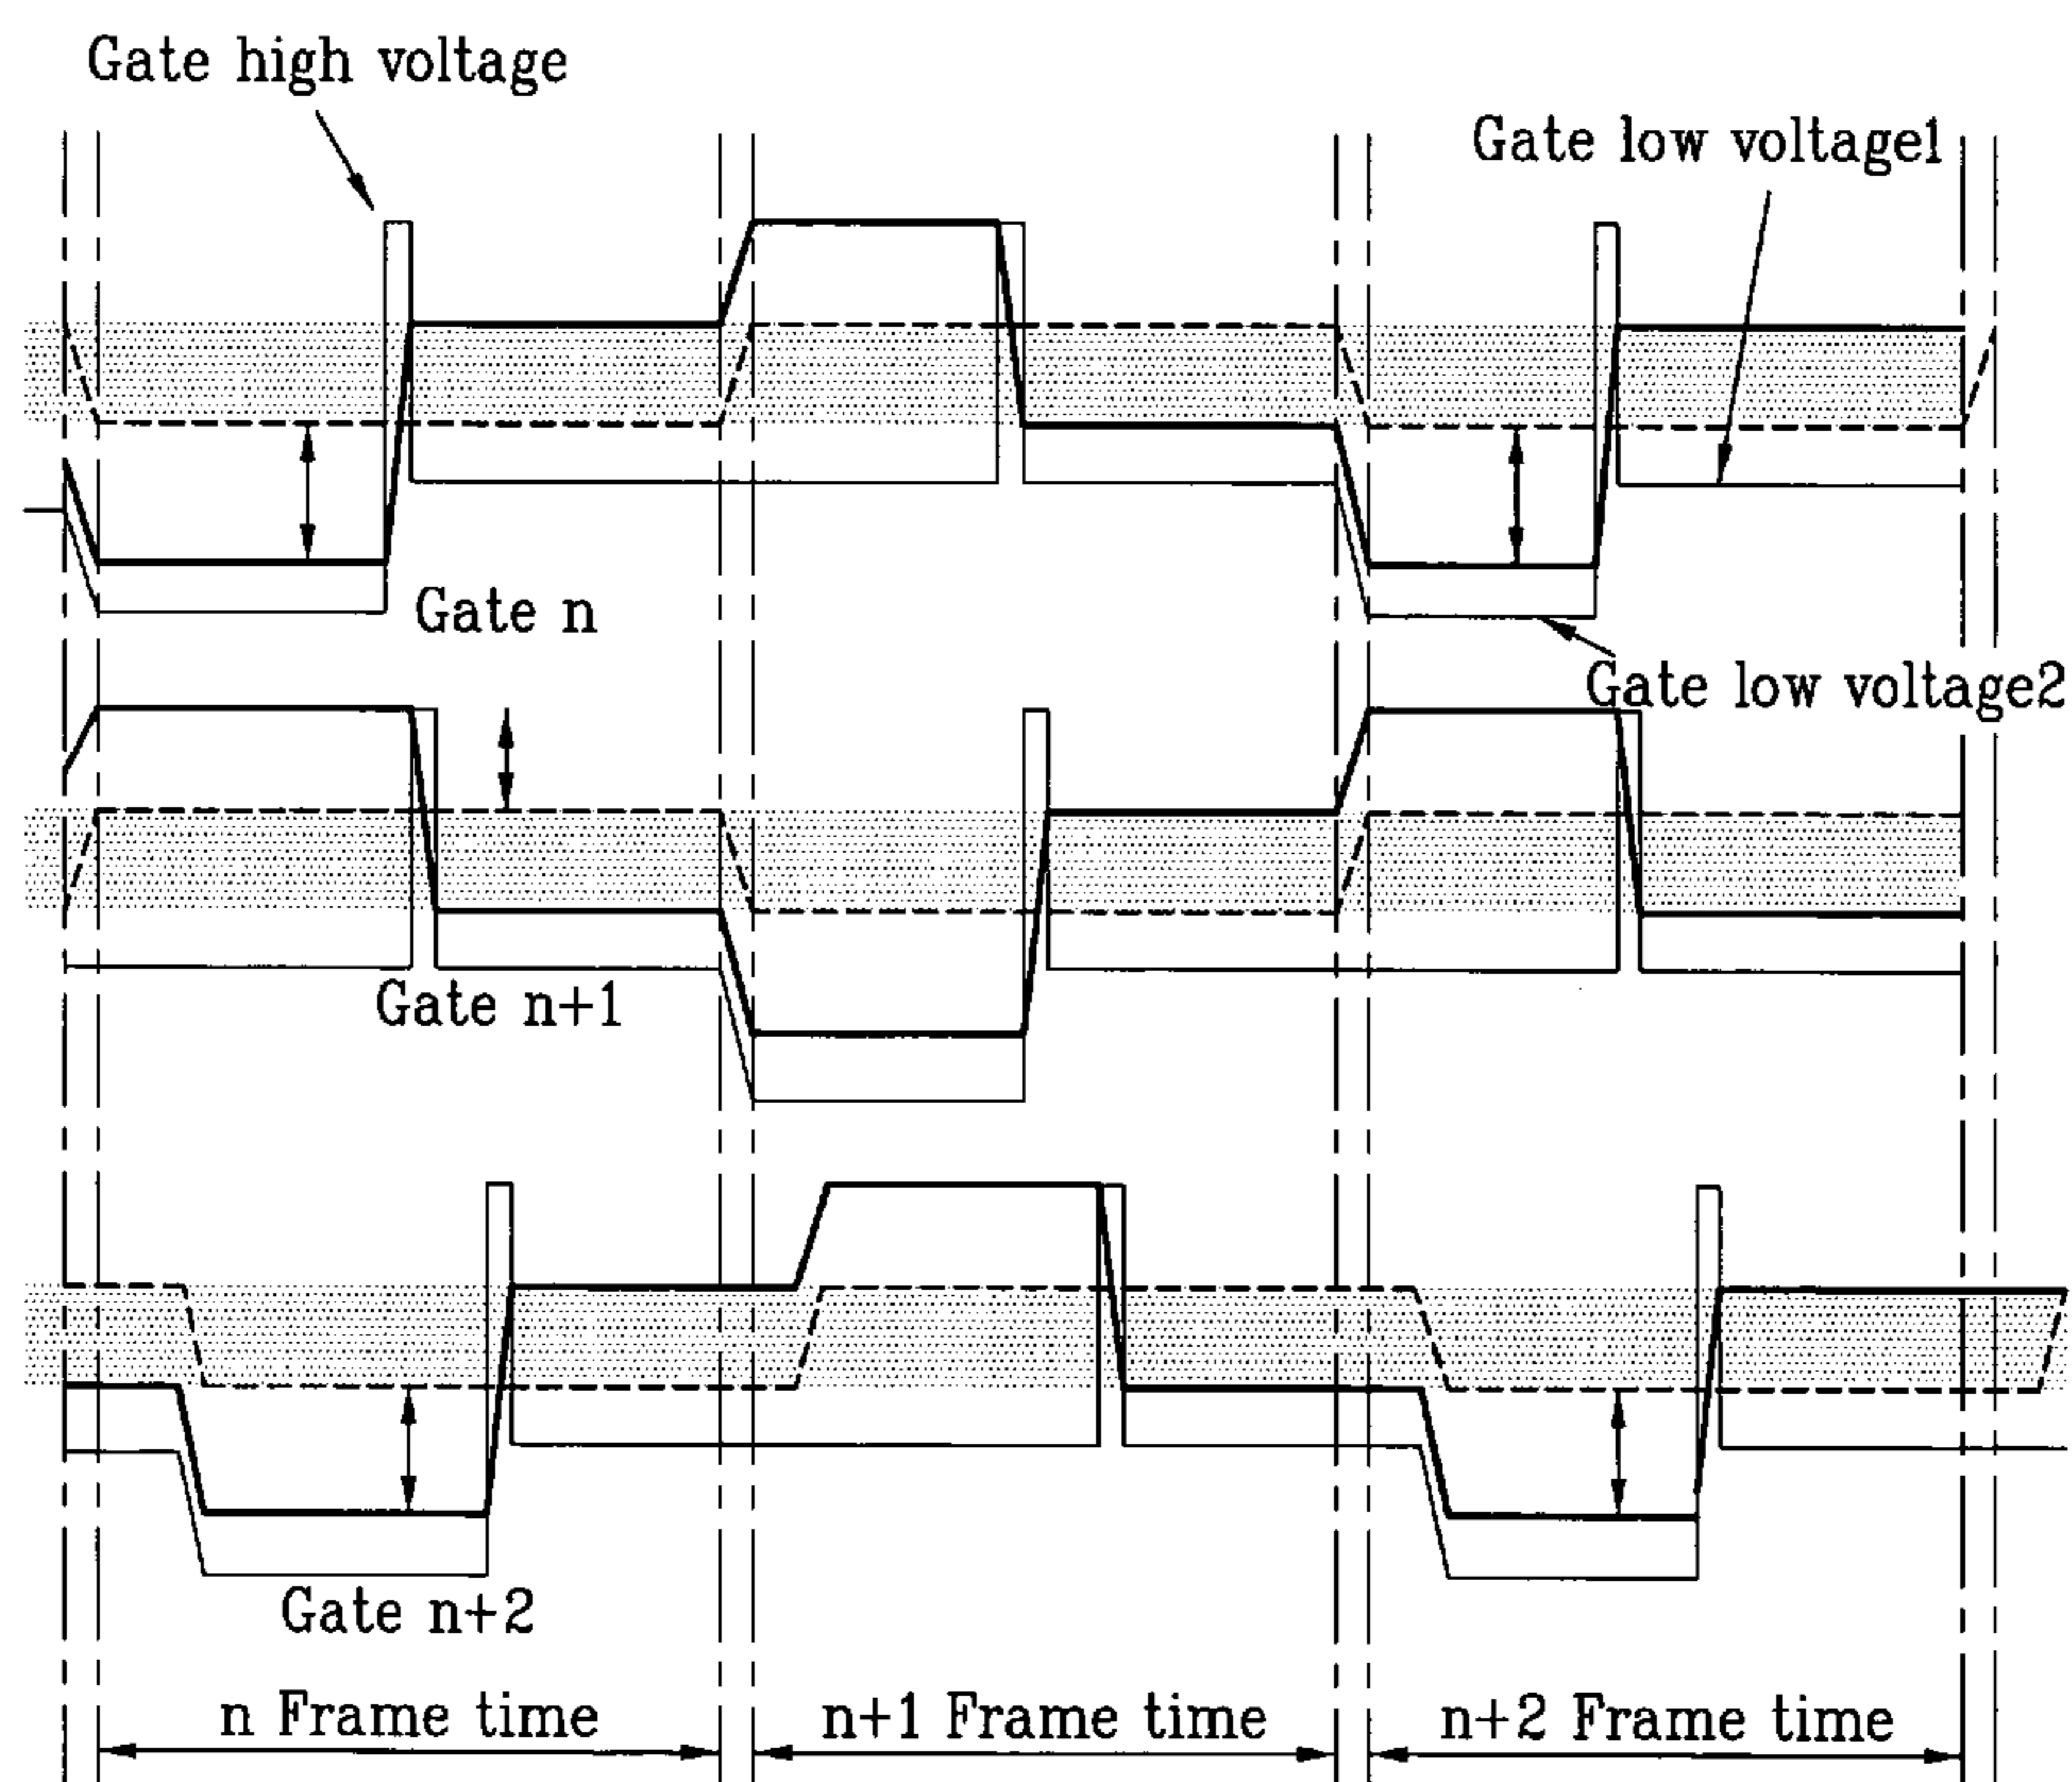 Gate high voltage
Gate low voltage1
Gate n
Gate low voltage2
Gate n+1
Gate n+2
n Frame time
n+1 Frame time
n+2 Frame time